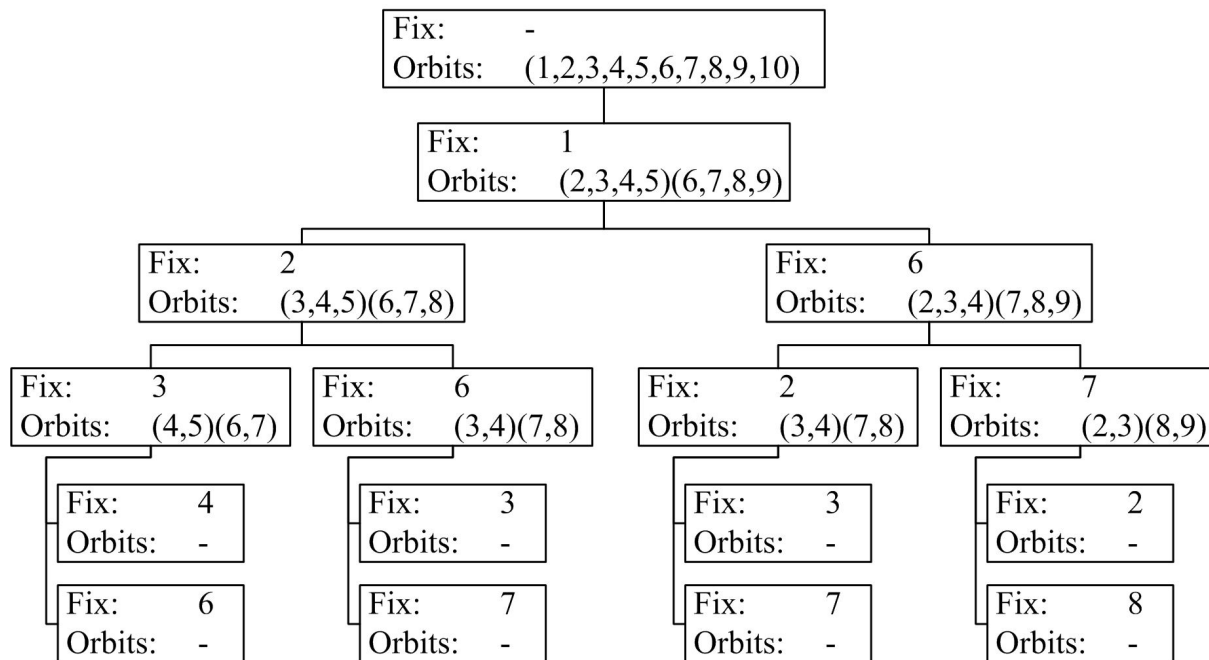 Fix: -
Orbits: (1,2,3,4,5,6,7,8,9,10)
Fix: 1
Orbits: (2,3,4,5)(6,7,8,9)
Fix: 2
Orbits: (3,4,5)(6,7,8)
Fix: 6
Orbits: (2,3,4)(7,8,9)
Fix: 3
Orbits: (4,5)(6,7)
Fix: 6
Orbits: (3,4)(7,8)
Fix: 2
Orbits: (3,4)(7,8)
Fix: 7
Orbits: (2,3)(8,9)
Fix: 4
Orbits: -
Fix: 3
Orbits: -
Fix: 3
Orbits: -
Fix: 2
Orbits: -
Fix: 6
Orbits: -
Fix: 7
Orbits: -
Fix: 7
Orbits: -
Fix: 8
Orbits: -